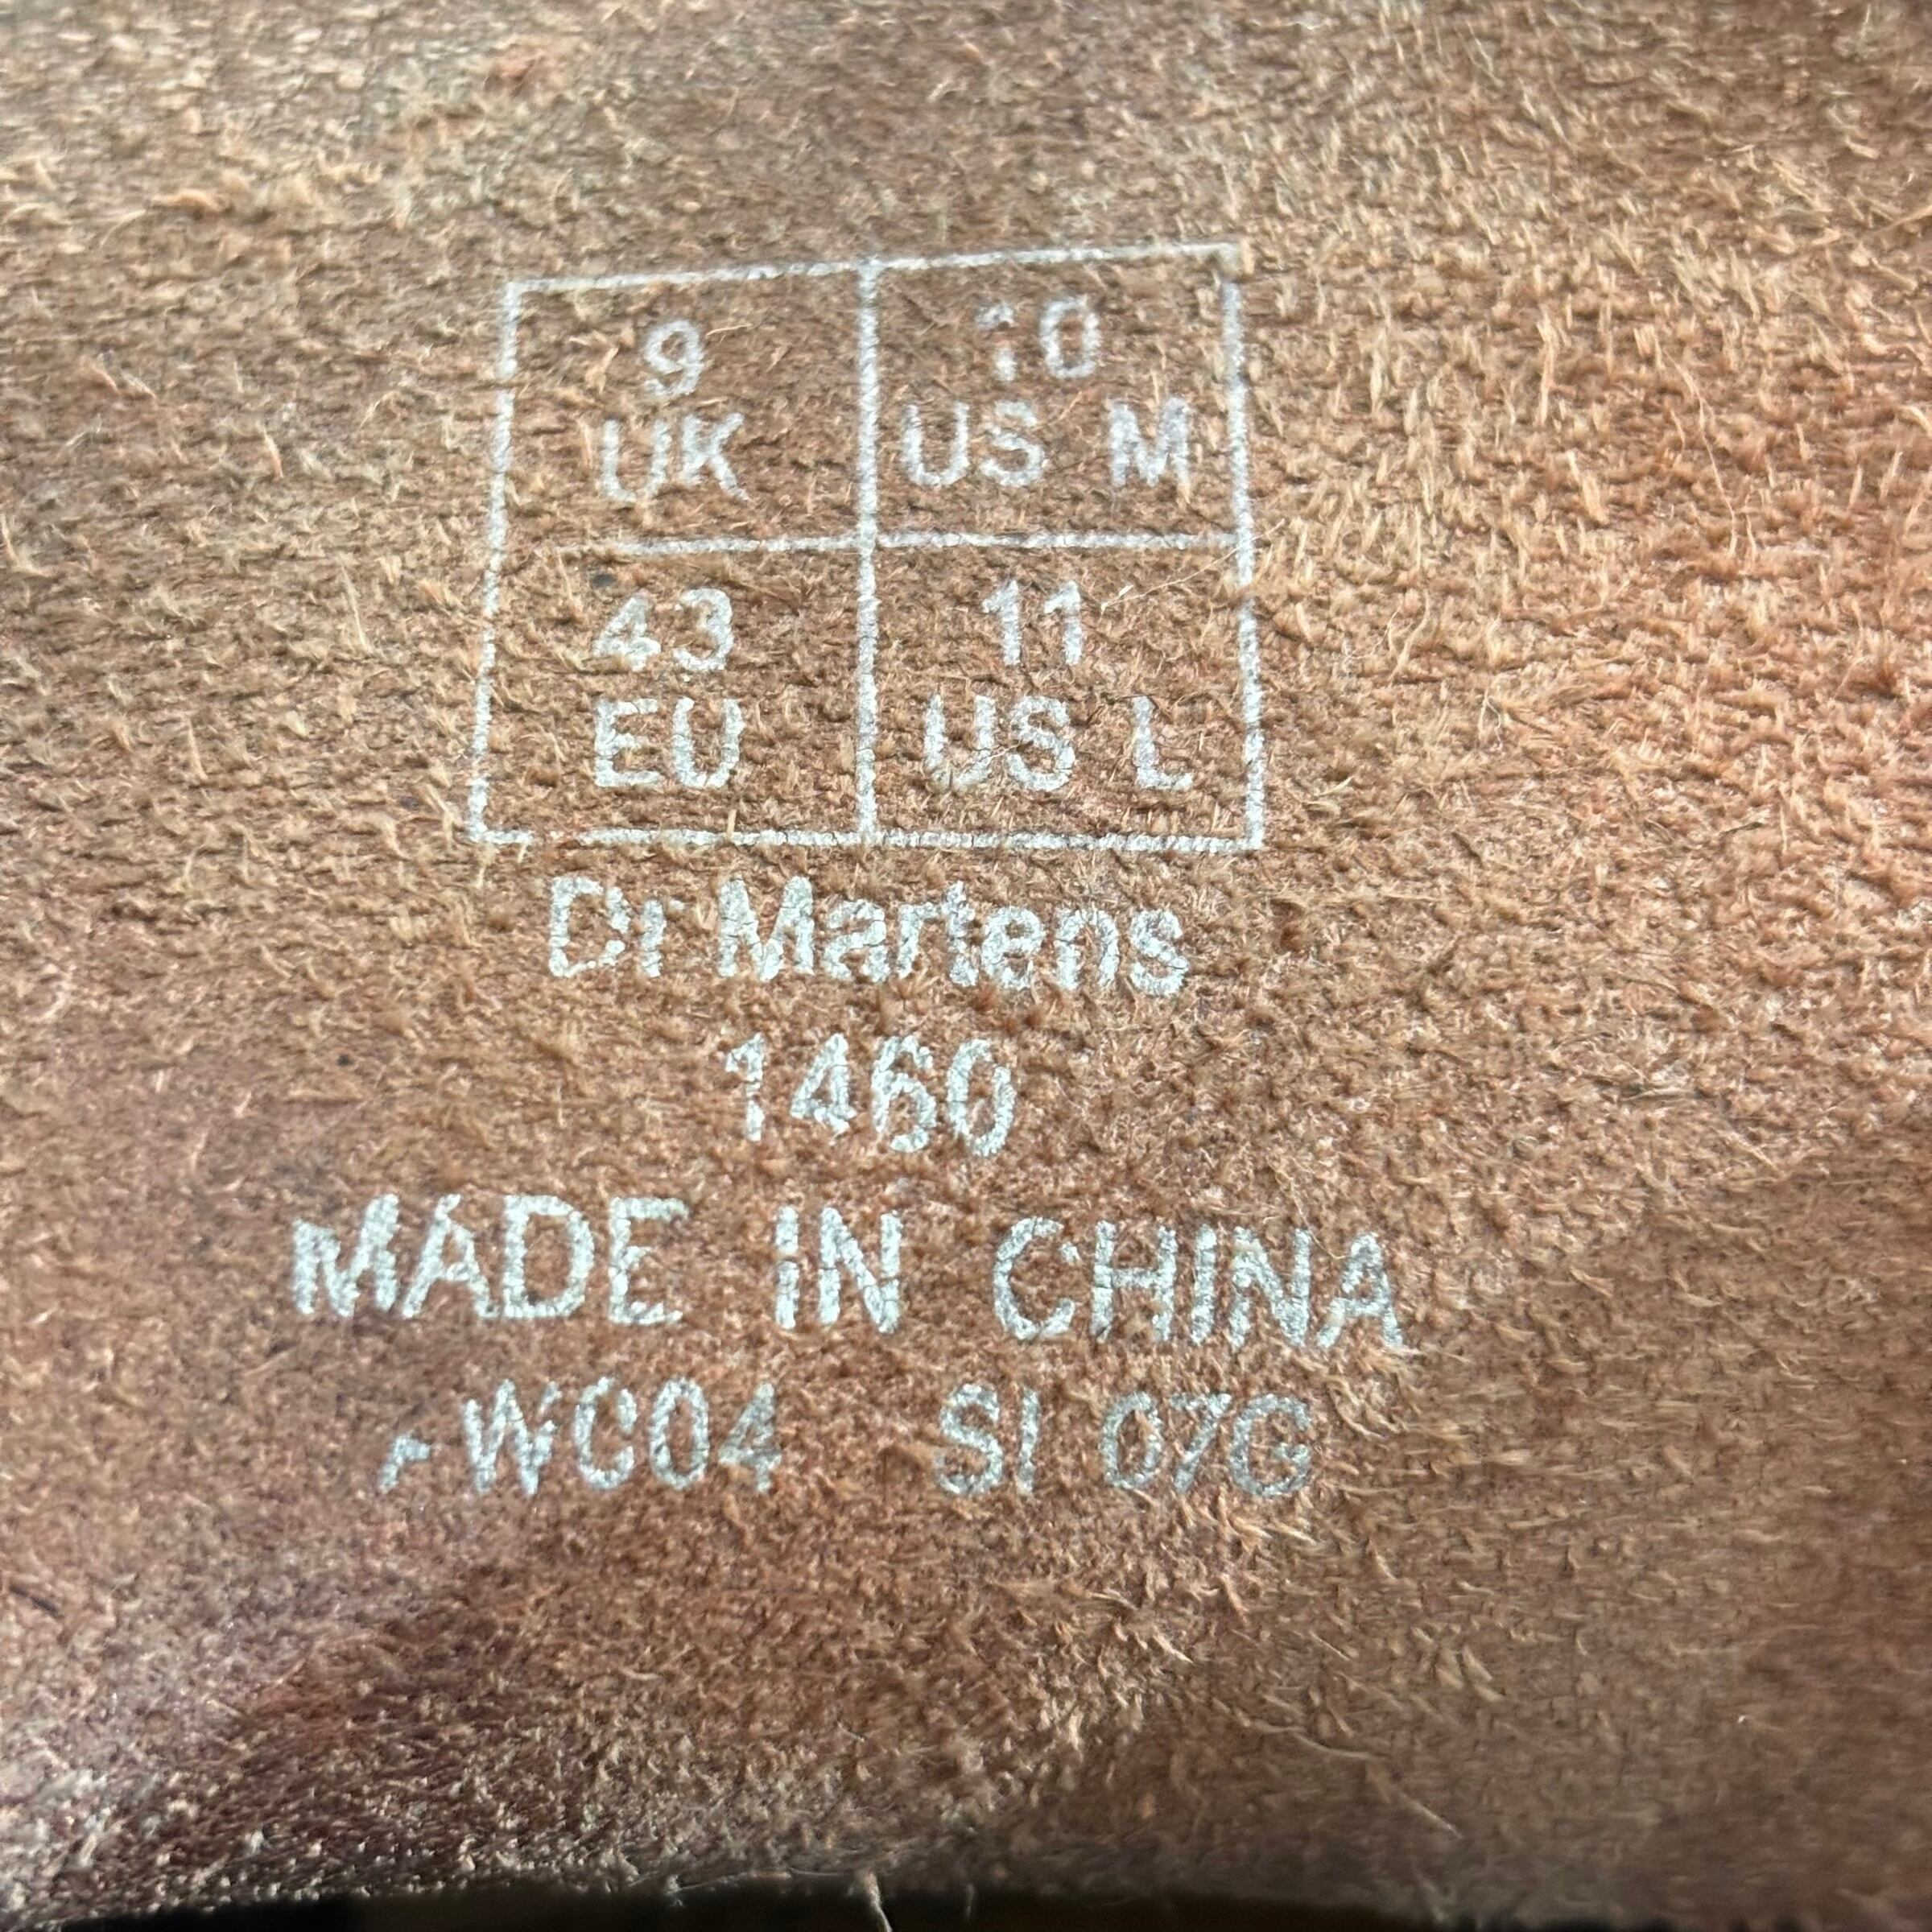 9
UK
10
US M
43
EU
11
US L
Dr Martens
1460
MADE IN CHINA
WC04 SI 07G